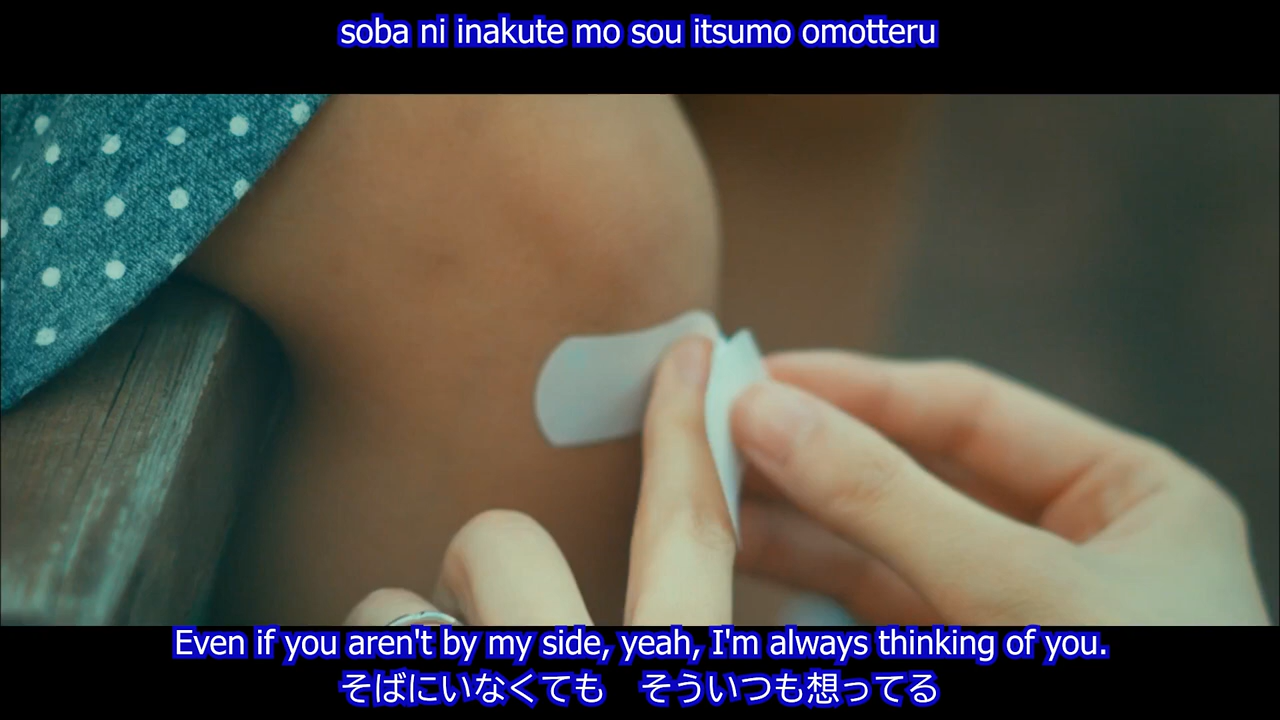 soba ni inakute mo sou itsumo omotteru
Even if you aren't by my side, yeah, I'm always thinking of you.
そばにいなくても　そういつも想ってる